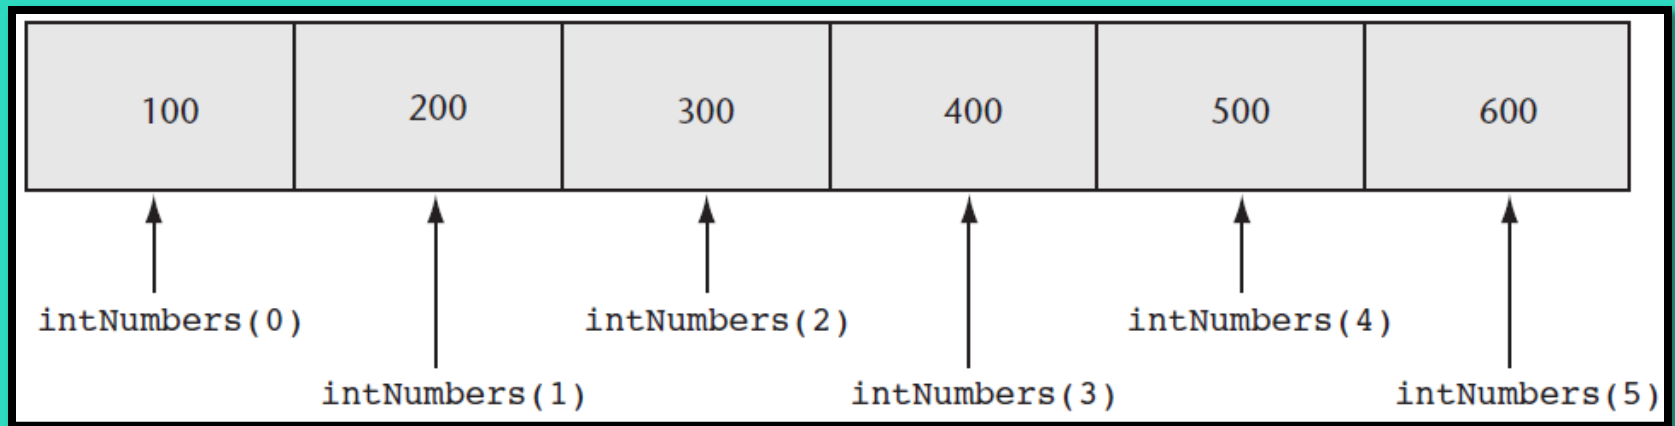 100 200 300 400 500 600
intNumbers(0) intNumbers(2) intNumbers(4)
intNumbers(1) intNumbers(3) intNumbers(5)